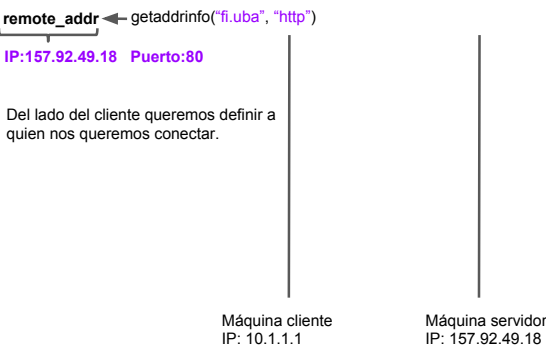 remote_addr getaddrinfo(“fi.uba”, “http”)
IP:157.92.49.18 Puerto:80
Del lado del cliente queremos definir a
quien nos queremos conectar.
Máquina cliente
IP: 10.1.1.1
Máquina servidor
IP: 157.92.49.18